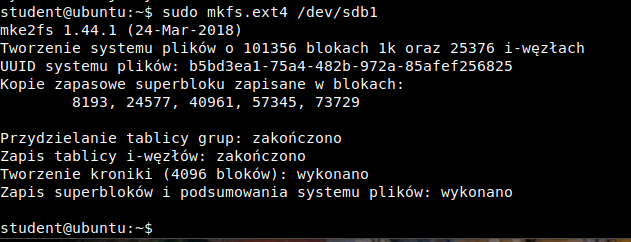 student@ubuntu:~$ sudo mkfs.ext4 /dev/sdb1
mke2fs 1.44.1 (24-Mar-2018)
Tworzenie systemu plików o 101356 blokach 1k oraz 25376 i-węzłach
UUID systemu plików: b5bd3ea1-75a4-482b-972a-85afef256825
Kopie zapasowe superbloku zapisane w blokach:
        8193, 24577, 40961, 57345, 73729

Przydzielanie tablicy grup: zakończono
Zapis tablicy i-węzłów: zakończono
Tworzenie kroniki (4096 bloków): wykonano
Zapis superbloków i podsumowania systemu plików: wykonano

student@ubuntu:~$